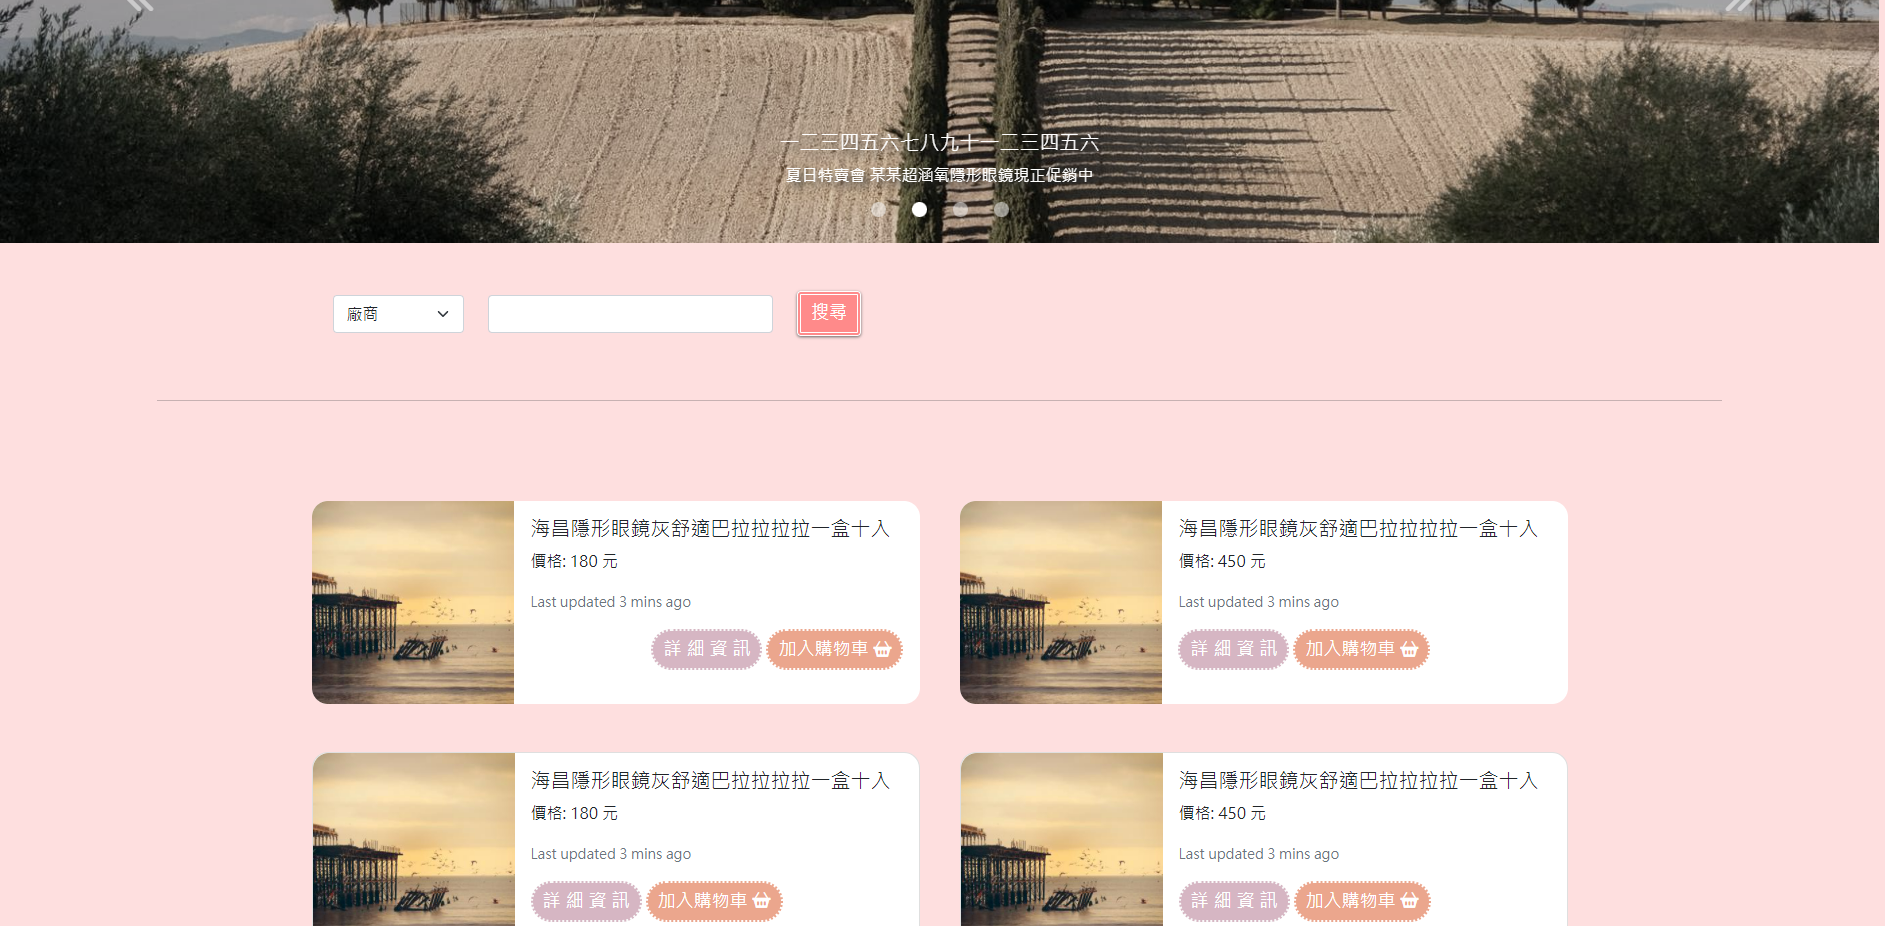 一二三四五六七八九十一二三四五六
夏日特賣會 某某超涵氧隱形眼鏡現正促銷中
廠商
搜尋
海昌隱形眼鏡灰舒適巴拉拉拉拉一盒十入
價格: 180 元
Last updated 3 mins ago
詳 細 資 訊 加入購物車
海昌隱形眼鏡灰舒適巴拉拉拉拉一盒十入
價格: 450 元
Last updated 3 mins ago
詳 細 資 訊 加入購物車
海昌隱形眼鏡灰舒適巴拉拉拉拉一盒十入
價格: 180 元
Last updated 3 mins ago
詳 細 資 訊 加入購物車
海昌隱形眼鏡灰舒適巴拉拉拉拉一盒十入
價格: 450 元
Last updated 3 mins ago
詳 細 資 訊 加入購物車